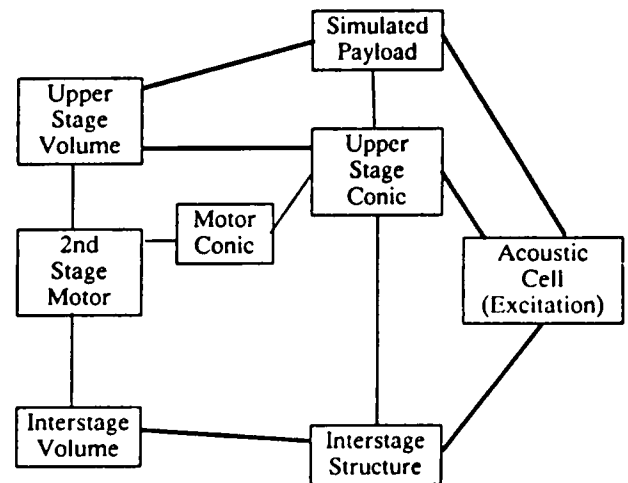 Simulated
Payload
Upper
Stage
Volume
Upper
Stage
Conic
Motor
Conic
2nd
Stage
Motor
Acoustic
Cell
(Excitation)
Interstage
Volume
Interstage
Structure